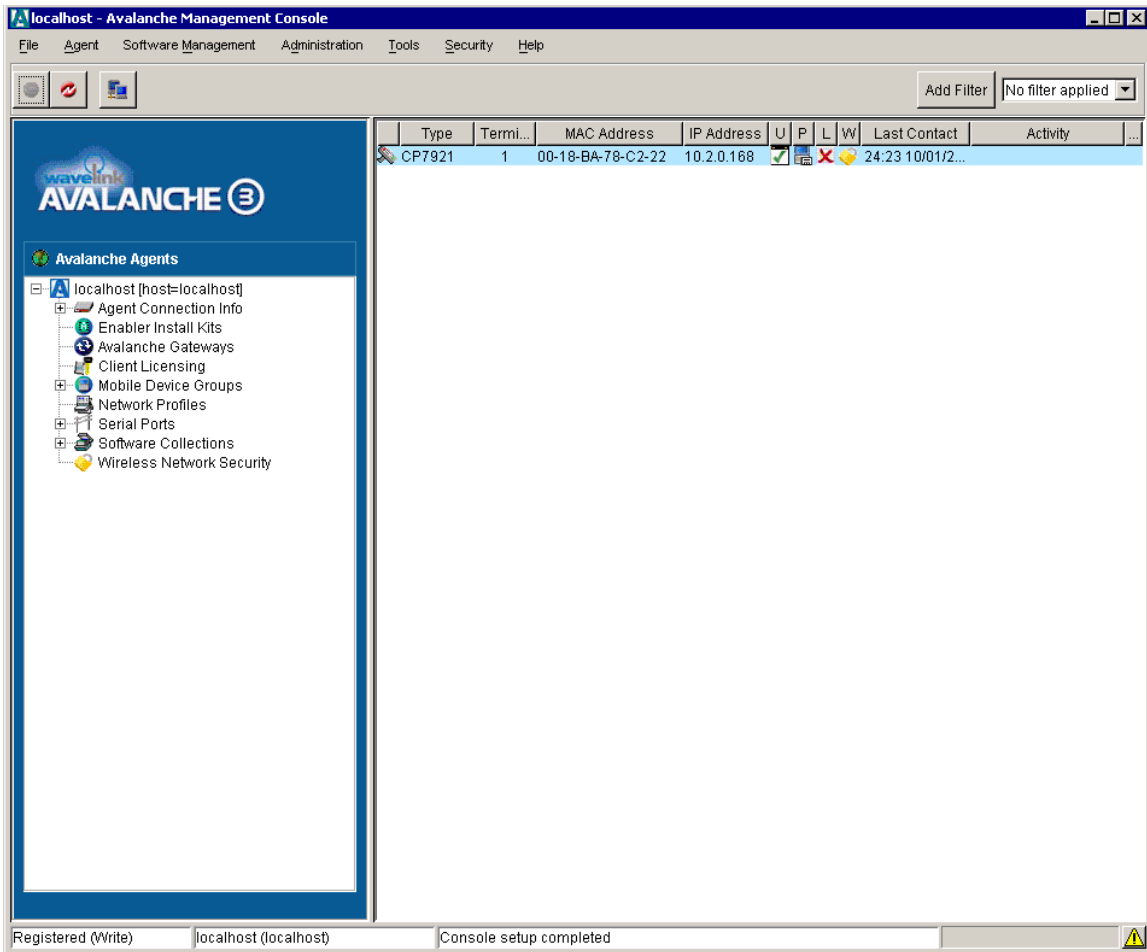 localhost - Avalanche Management Console
File Agent Software Management Administration Tools Security Help
Add Filter No filter applied
wavelink
AVALANCHE 3
Avalanche Agents
localhost [host=localhost]
Agent Connection Info
Enabler Install Kits
Avalanche Gateways
Client Licensing
Mobile Device Groups
Network Profiles
Serial Ports
Software Collections
Wireless Network Security
Type Termi... MAC Address IP Address U P L W Last Contact Activity ...
CP7921 1 00-18-BA-78-C2-22 10.2.0.168 24:23 10/01/2...
Registered (Write) localhost (localhost) Console setup completed